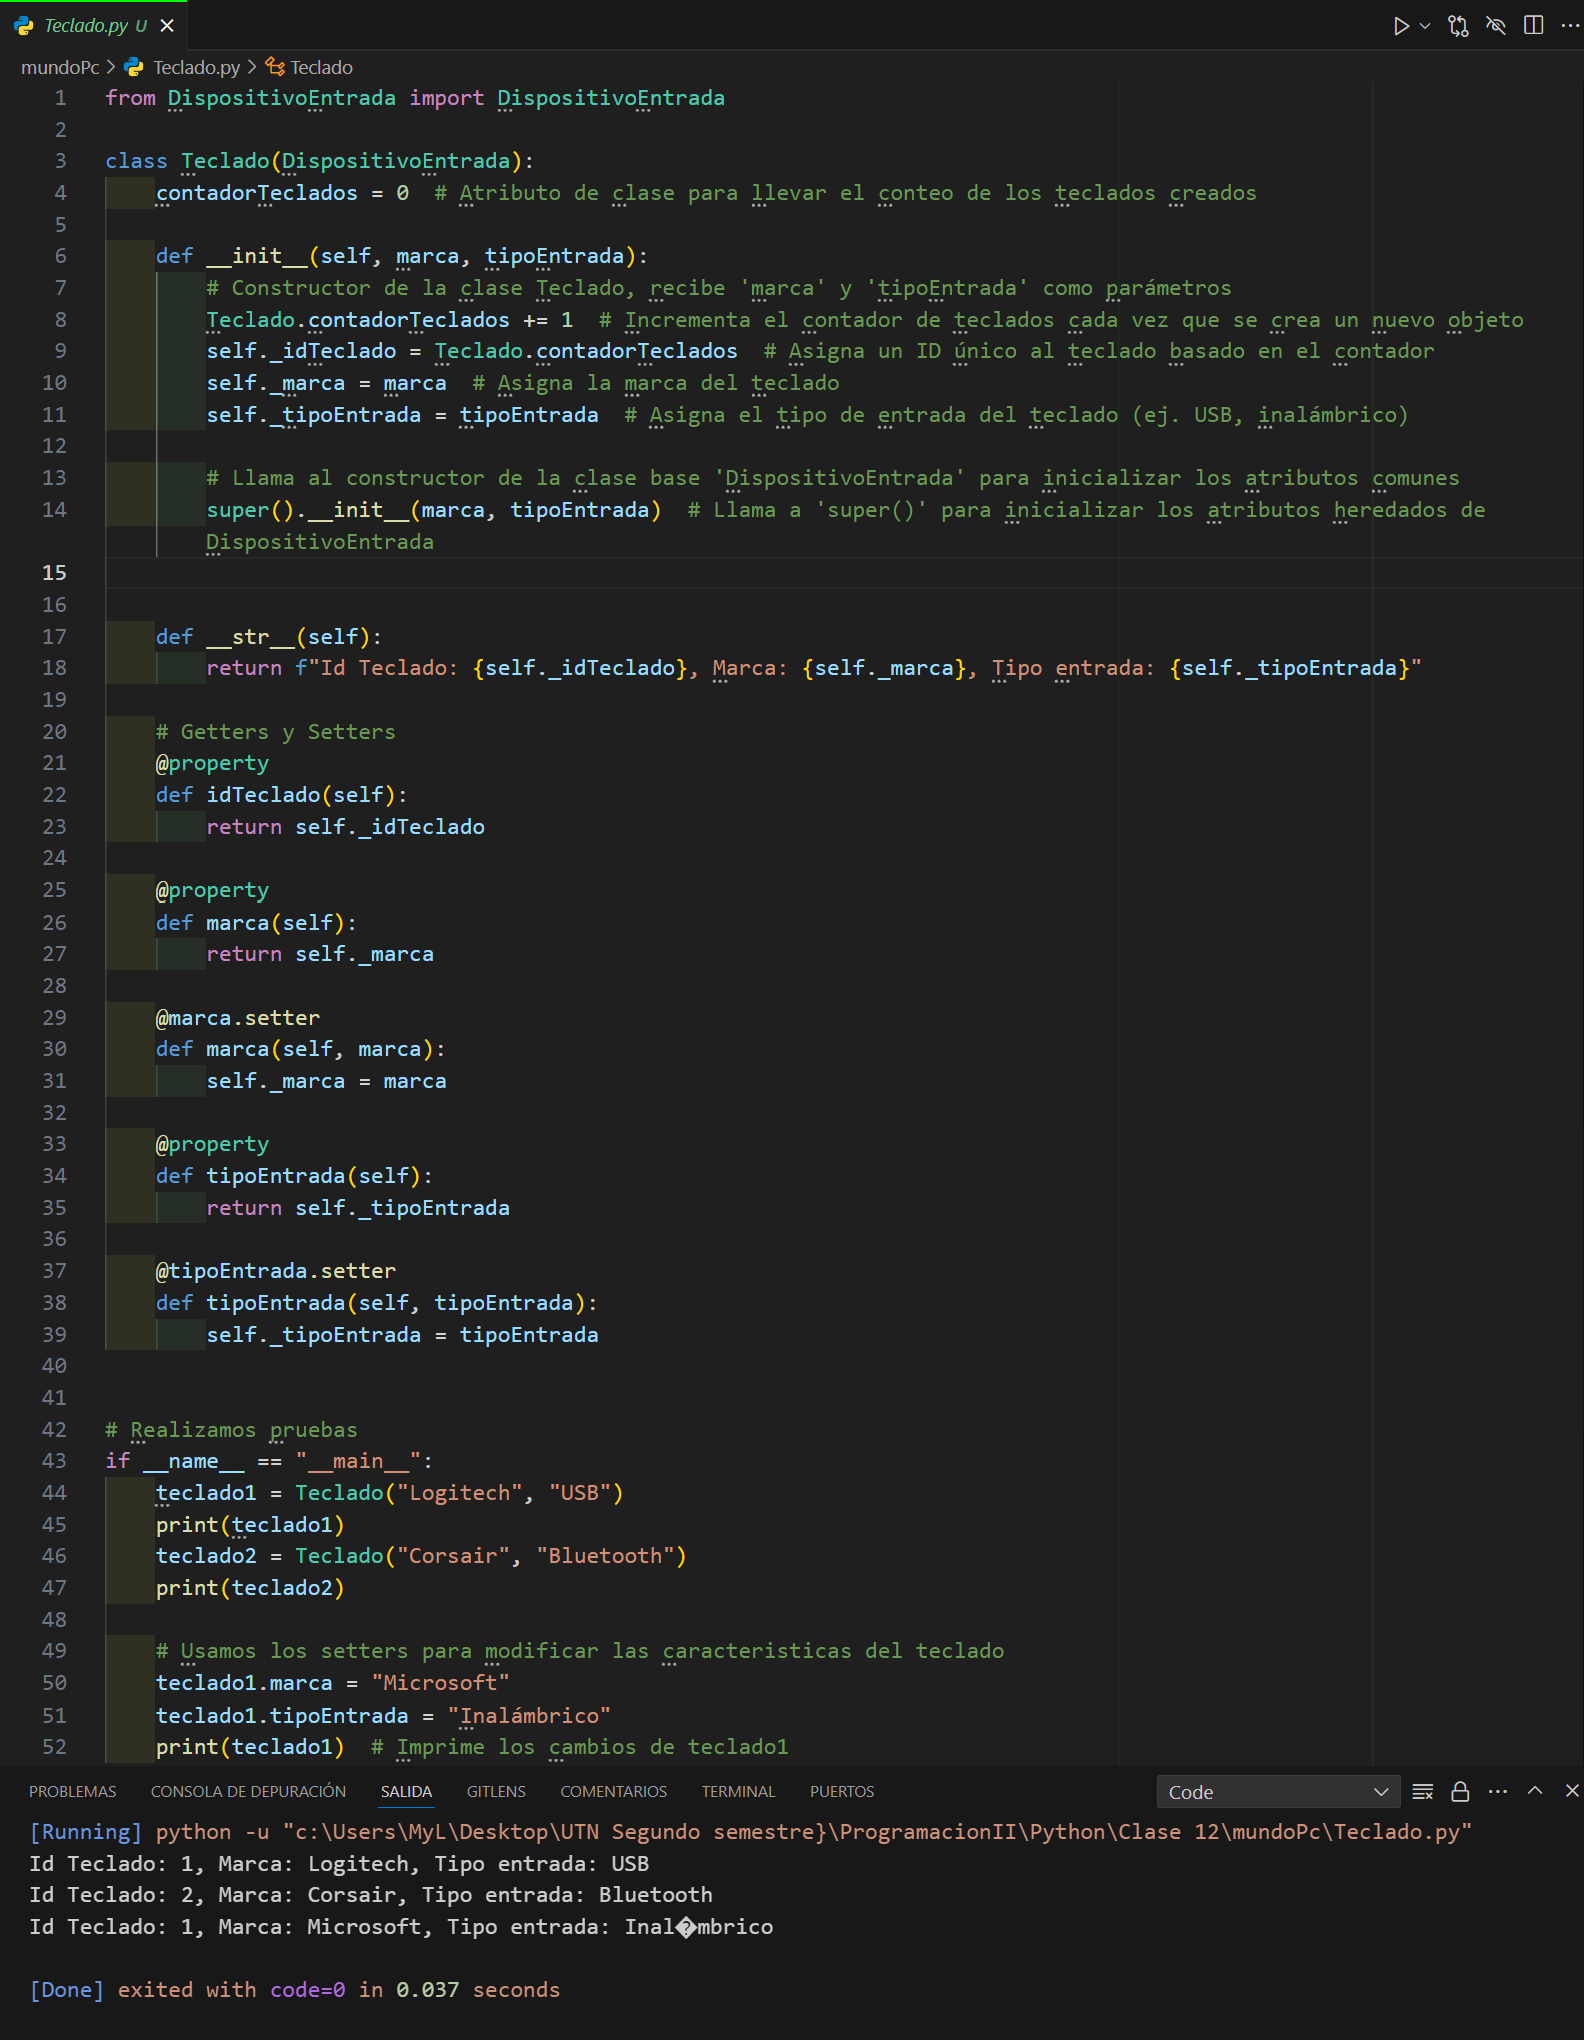 Teclado.py U
mundoPc > Teclado.py > Teclado
1 from DispositivoEntrada import DispositivoEntrada
2
3 class Teclado(DispositivoEntrada):
4     contadorTeclados = 0  # Atributo de clase para llevar el conteo de los teclados creados
5
6     def __init__(self, marca, tipoEntrada):
7         # Constructor de la clase Teclado, recibe 'marca' y 'tipoEntrada' como parámetros
8         Teclado.contadorTeclados += 1  # Incrementa el contador de teclados cada vez que se crea un nuevo objeto
9         self._idTeclado = Teclado.contadorTeclados  # Asigna un ID único al teclado basado en el contador
10         self._marca = marca  # Asigna la marca del teclado
11         self._tipoEntrada = tipoEntrada  # Asigna el tipo de entrada del teclado (ej. USB, inalámbrico)
12
13         # Llama al constructor de la clase base 'DispositivoEntrada' para inicializar los atributos comunes
14         super().__init__(marca, tipoEntrada)  # Llama a 'super()' para inicializar los atributos heredados de
DispositivoEntrada
15
16
17     def __str__(self):
18         return f"Id Teclado: {self._idTeclado}, Marca: {self._marca}, Tipo entrada: {self._tipoEntrada}"
19
20     # Getters y Setters
21     @property
22     def idTeclado(self):
23         return self._idTeclado
24
25     @property
26     def marca(self):
27         return self._marca
28
29     @marca.setter
30     def marca(self, marca):
31         self._marca = marca
32
33     @property
34     def tipoEntrada(self):
35         return self._tipoEntrada
36
37     @tipoEntrada.setter
38     def tipoEntrada(self, tipoEntrada):
39         self._tipoEntrada = tipoEntrada
40
41
42 # Realizamos pruebas
43 if __name__ == "__main__":
44     teclado1 = Teclado("Logitech", "USB")
45     print(teclado1)
46     teclado2 = Teclado("Corsair", "Bluetooth")
47     print(teclado2)
48
49     # Usamos los setters para modificar las caracteristicas del teclado
50     teclado1.marca = "Microsoft"
51     teclado1.tipoEntrada = "Inalámbrico"
52     print(teclado1)  # Imprime los cambios de teclado1
PROBLEMAS CONSOLA DE DEPURACIÓN SALIDA GITLENS COMENTARIOS TERMINAL PUERTOS Code
[Running] python -u "c:\Users\MyL\Desktop\UTN Segundo semestre}\ProgramacionII\Python\Clase 12\mundoPc\Teclado.py"
Id Teclado: 1, Marca: Logitech, Tipo entrada: USB
Id Teclado: 2, Marca: Corsair, Tipo entrada: Bluetooth
Id Teclado: 1, Marca: Microsoft, Tipo entrada: Inal�mbrico
[Done] exited with code=0 in 0.037 seconds